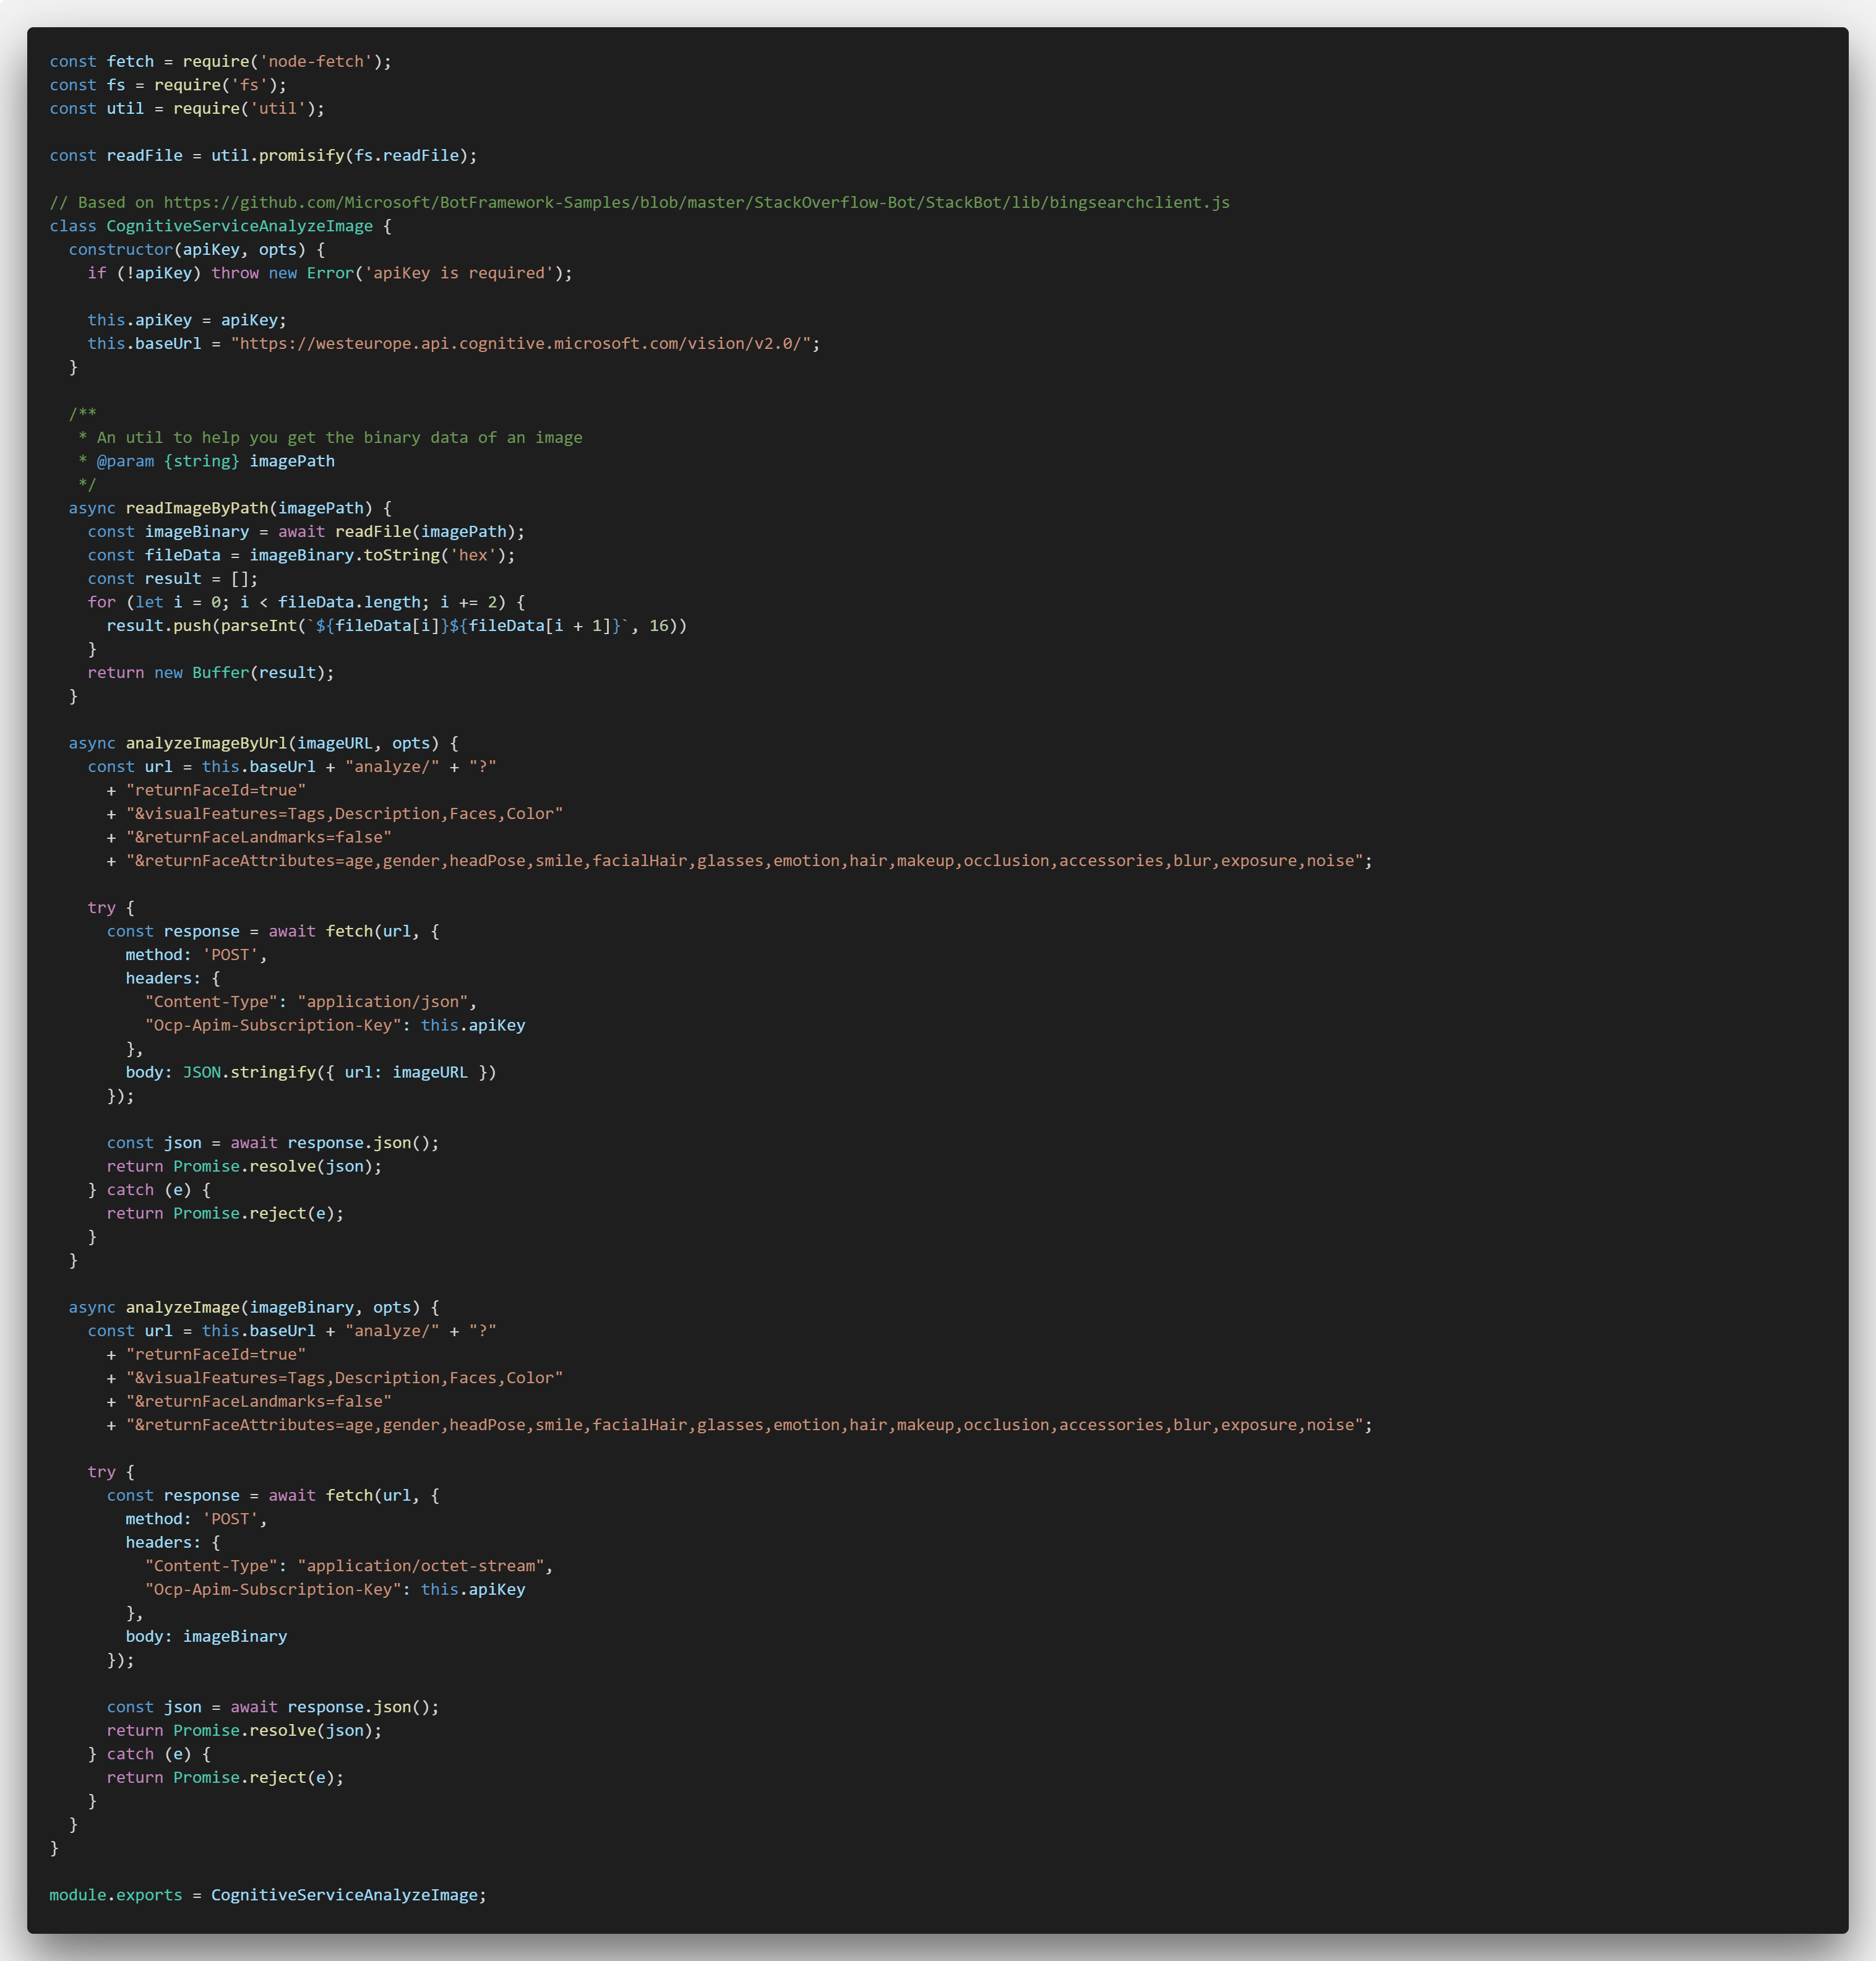 const fetch = require('node-fetch');
const fs = require('fs');
const util = require('util');

const readFile = util.promisify(fs.readFile);

// Based on https://github.com/Microsoft/BotFramework-Samples/blob/master/StackOverflow-Bot/StackBot/lib/bingsearchclient.js
class CognitiveServiceAnalyzeImage {
  constructor(apiKey, opts) {
    if (!apiKey) throw new Error('apiKey is required');

    this.apiKey = apiKey;
    this.baseUrl = "https://westeurope.api.cognitive.microsoft.com/vision/v2.0/";
  }

  /**
   * An util to help you get the binary data of an image
   * @param {string} imagePath
   */
  async readImageByPath(imagePath) {
    const imageBinary = await readFile(imagePath);
    const fileData = imageBinary.toString('hex');
    const result = [];
    for (let i = 0; i < fileData.length; i += 2) {
      result.push(parseInt(`${fileData[i]}${fileData[i + 1]}`, 16))
    }
    return new Buffer(result);
  }

  async analyzeImageByUrl(imageURL, opts) {
    const url = this.baseUrl + "analyze/" + "?"
      + "returnFaceId=true"
      + "&visualFeatures=Tags,Description,Faces,Color"
      + "&returnFaceLandmarks=false"
      + "&returnFaceAttributes=age,gender,headPose,smile,facialHair,glasses,emotion,hair,makeup,occlusion,accessories,blur,exposure,noise";

    try {
      const response = await fetch(url, {
        method: 'POST',
        headers: {
          "Content-Type": "application/json",
          "Ocp-Apim-Subscription-Key": this.apiKey
        },
        body: JSON.stringify({ url: imageURL })
      });

      const json = await response.json();
      return Promise.resolve(json);
    } catch (e) {
      return Promise.reject(e);
    }
  }

  async analyzeImage(imageBinary, opts) {
    const url = this.baseUrl + "analyze/" + "?"
      + "returnFaceId=true"
      + "&visualFeatures=Tags,Description,Faces,Color"
      + "&returnFaceLandmarks=false"
      + "&returnFaceAttributes=age,gender,headPose,smile,facialHair,glasses,emotion,hair,makeup,occlusion,accessories,blur,exposure,noise";

    try {
      const response = await fetch(url, {
        method: 'POST',
        headers: {
          "Content-Type": "application/octet-stream",
          "Ocp-Apim-Subscription-Key": this.apiKey
        },
        body: imageBinary
      });

      const json = await response.json();
      return Promise.resolve(json);
    } catch (e) {
      return Promise.reject(e);
    }
  }
}

module.exports = CognitiveServiceAnalyzeImage;